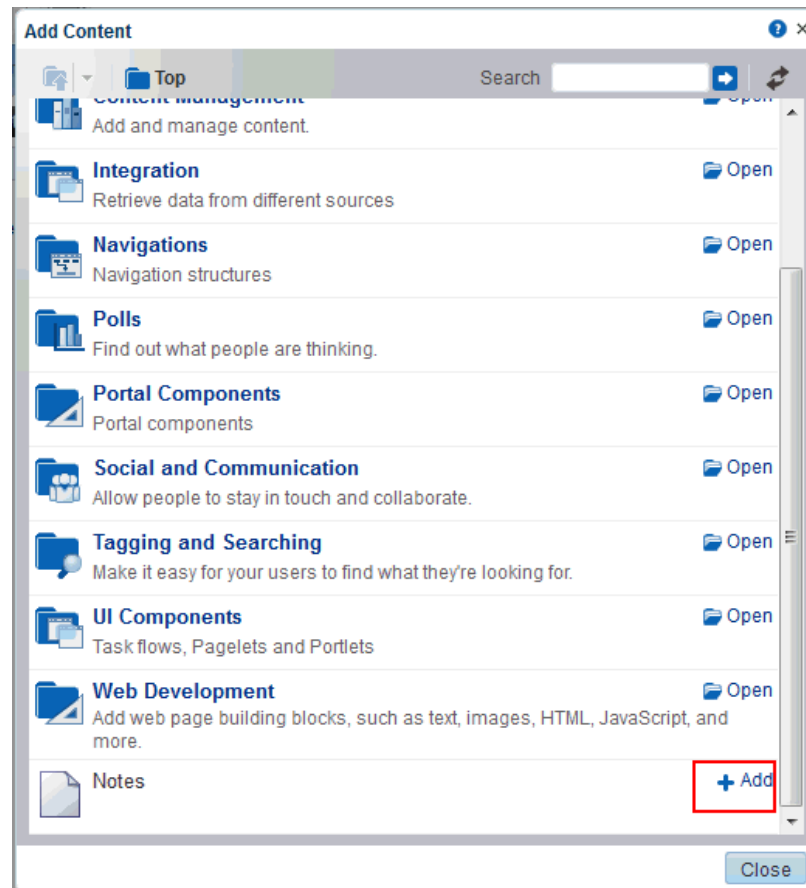 Add Content
Top
Search
Content Management
Open
Add and manage content.
Integration
Open
Retrieve data from different sources
Navigations
Open
Navigation structures
Polls
Open
Find out what people are thinking.
Portal Components
Open
Portal components
Social and Communication
Open
Allow people to stay in touch and collaborate.
Tagging and Searching
Open
Make it easy for your users to find what they're looking for.
UI Components
Open
Task flows, Pagelets and Portlets
Web Development
Open
Add web page building blocks, such as text, images, HTML, JavaScript, and
more.
Notes
Add
Close